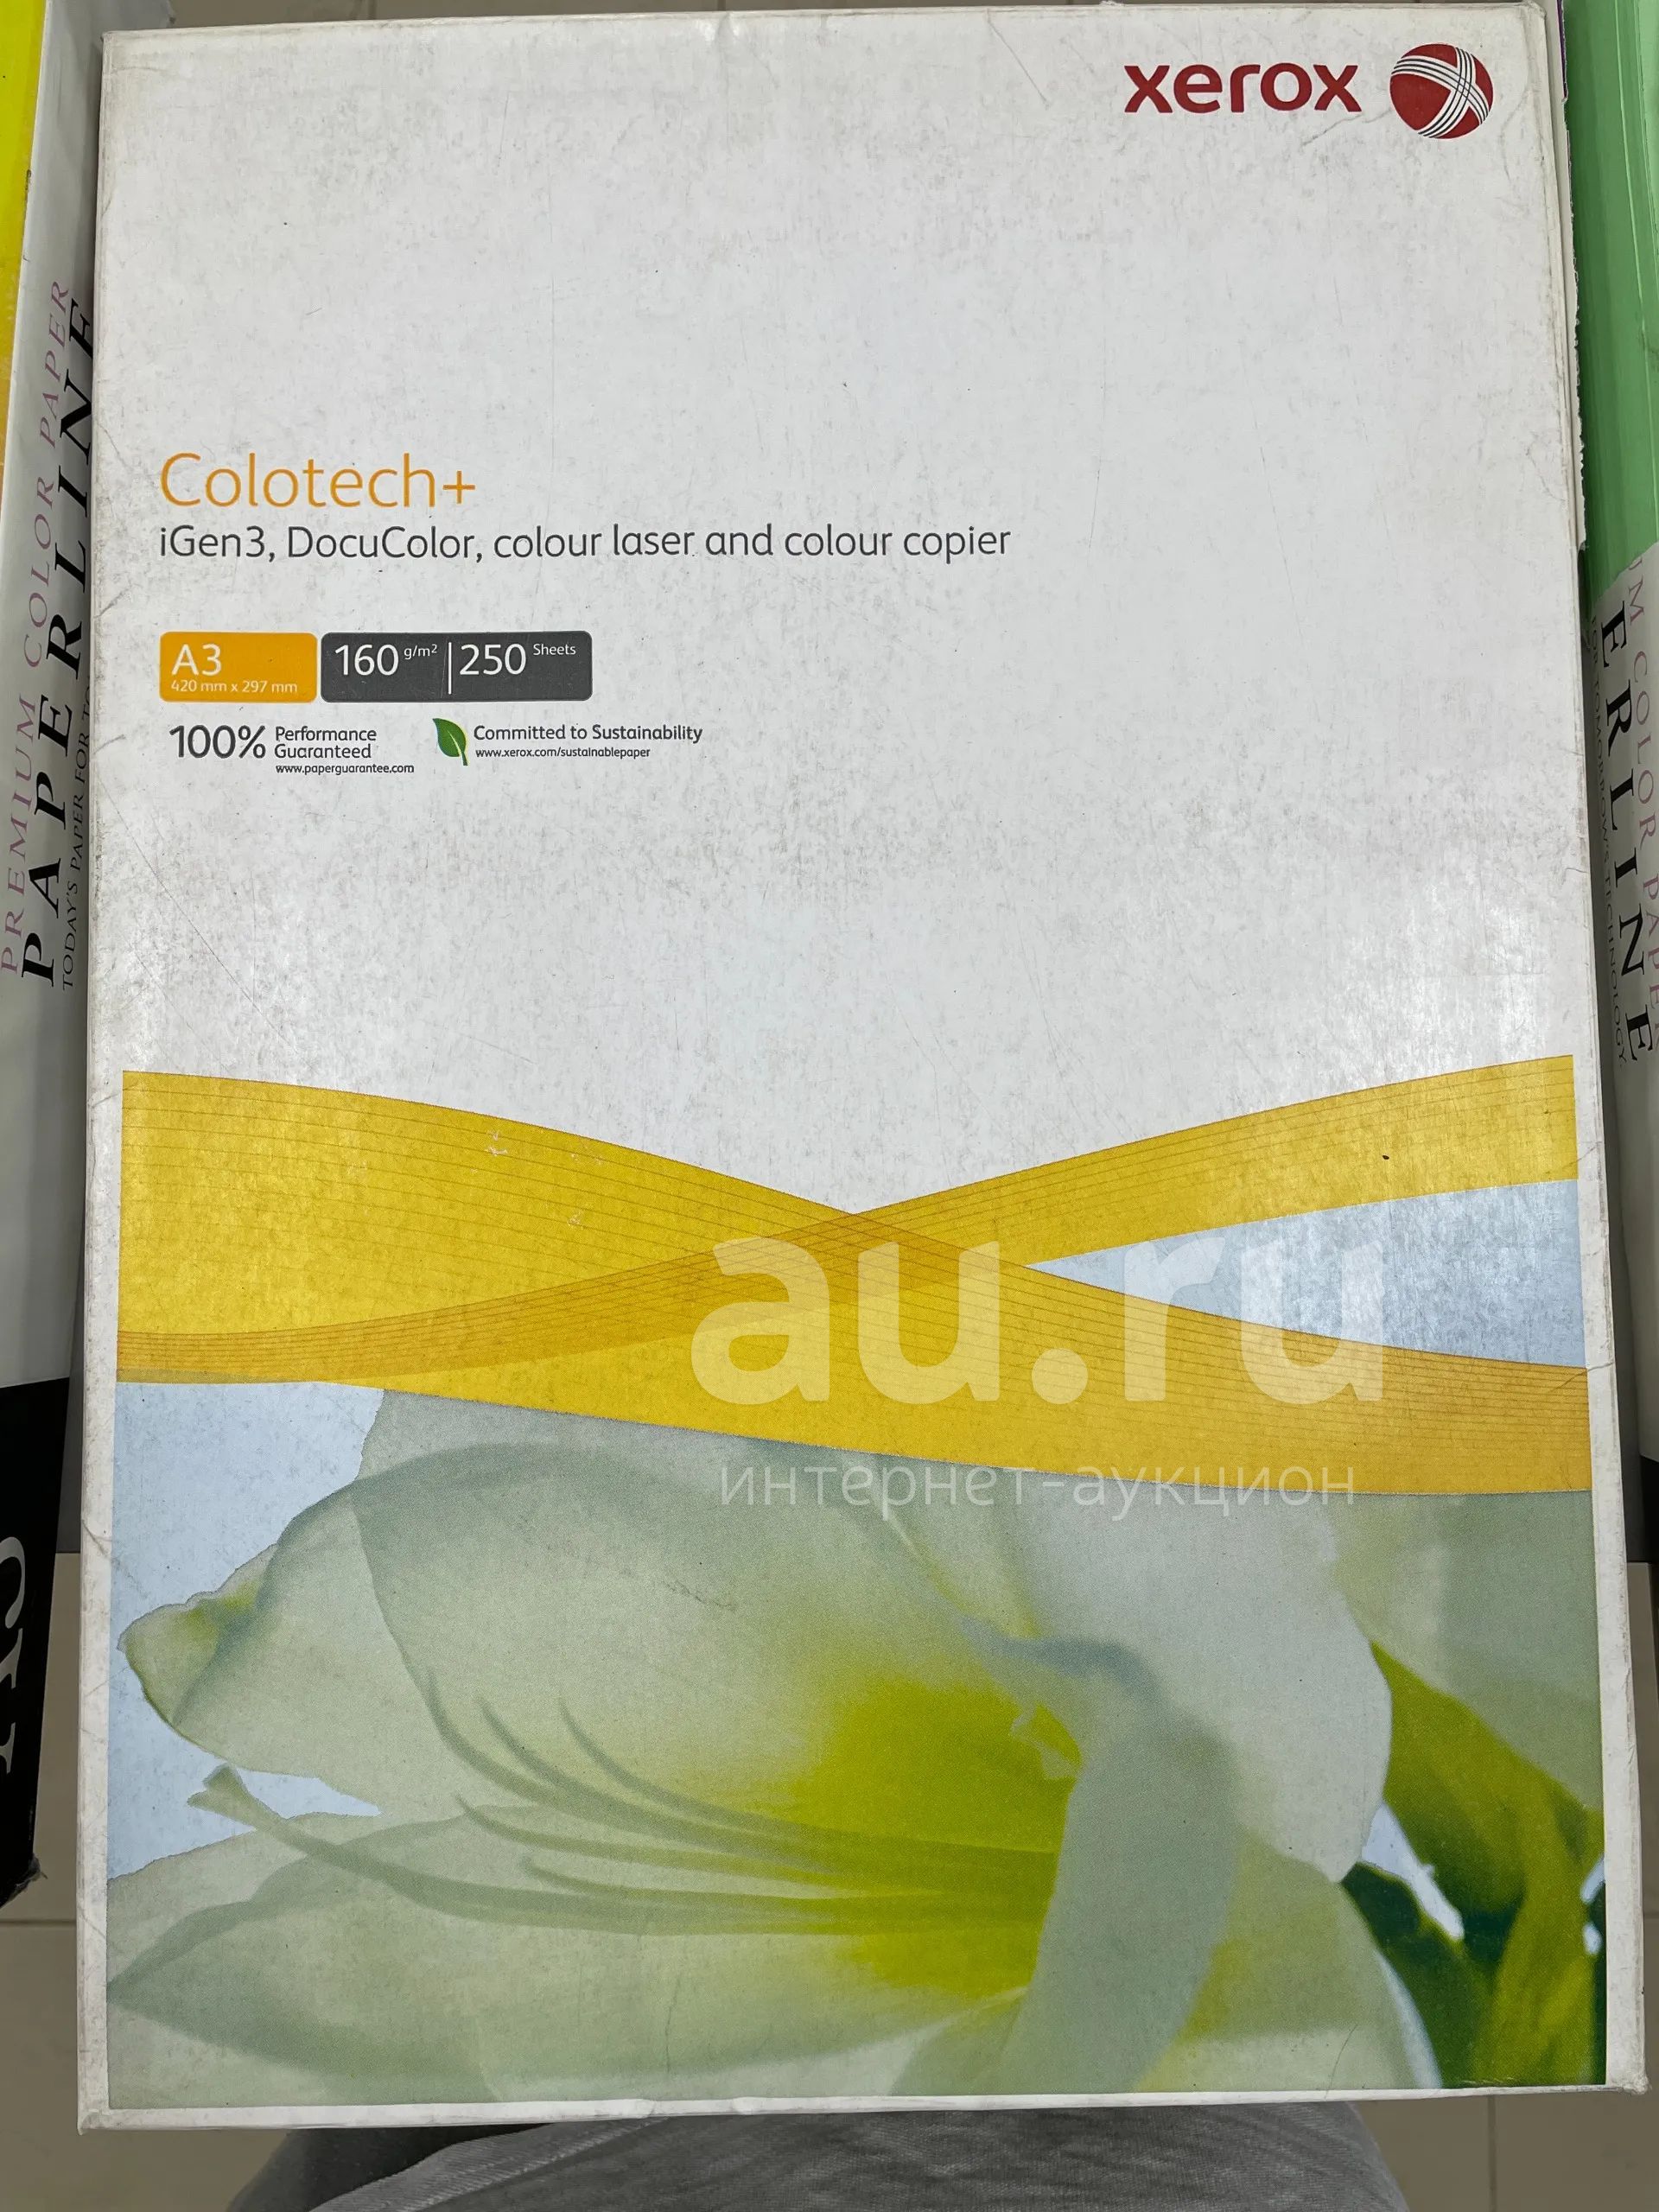 xerox
Colotech+
iGen3, DocuColor, colour laser and colour copier
A3
420 mm x 297 mm
160 g/m² | 250 Sheets
100% Performance
Guaranteed
www.paperguarantee.com
Committed to Sustainability
www.xerox.com/sustainablepaper
au.ru
интернет-аукцион
PREMIUM COLOR PAPER
PAPERLINE
TODAY'S PAPER FOR
ERLINE